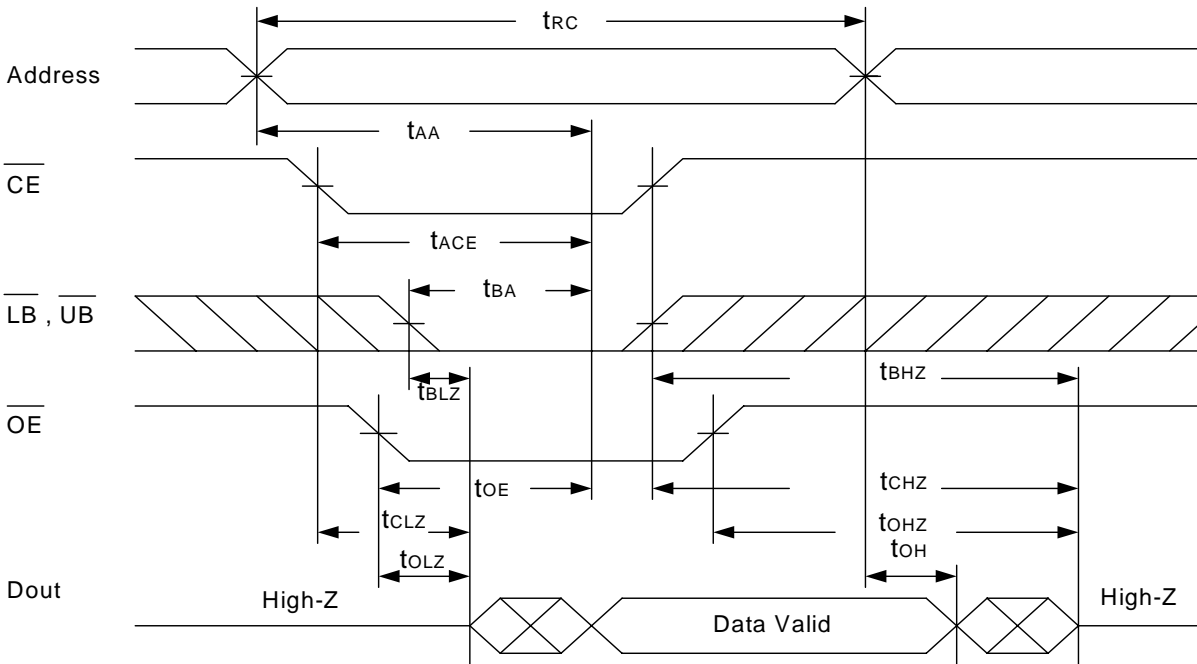 tRC
Address
tAA
CE
tACE
tBA
LB , UB
tBLZ
tBHZ
OE
tOE
tCHZ
tCLZ
tOHZ
tOLZ
tOH
Dout
High-Z
Data Valid
High-Z